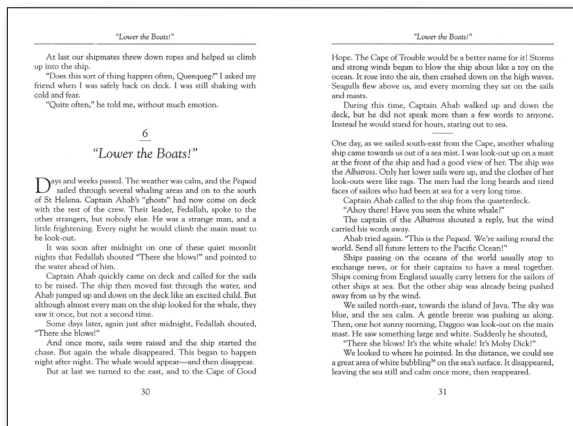 "Lower the Boats!"
At last our shipmates threw down ropes and helped us climb
up into the ship.
"Does this sort of thing happen often, Queequeg?" I asked my
friend when I was safely back on deck. I was still shaking with
cold and fear.
"Quite often," he told me, without much emotion.
6
"Lower the Boats!"
Days and weeks passed. The weather was calm, and the Pequod
sailed through several whaling areas and on to the south
of St Helena. Captain Ahab's "ghosts" had now come on deck
with the rest of the crew. Their leader, Fedallah, spoke to the
other strangers, but nobody else. He was a strange man, and a
little frightening. Every night he would climb the main mast to
be look-out.
It was soon after midnight on one of these quiet moonlit
nights that Fedallah shouted "There she blows!" and pointed to
the water ahead of him.
Captain Ahab quickly came on deck and called for the sails
to be raised. The ship then moved fast through the water, and
Ahab jumped up and down on the deck like an excited child. But
although almost every man on the ship looked for the whale, they
saw it once, but not a second time.
Some days later, again just after midnight, Fedallah shouted,
"There she blows!"
And once more, sails were raised and the ship started the
chase. But again the whale disappeared. This began to happen
night after night. The whale would appear—and then disappear.
But at last we turned to the east, and to the Cape of Good
30
"Lower the Boats!"
Hope. The Cape of Trouble would be a better name for it! Storms
and strong winds began to blow the ship about like a toy on the
ocean. It rose into the air, then crashed down on the high waves.
Seagulls flew above us, and every morning they sat on the sails
and masts.
During this time, Captain Ahab walked up and down the
deck, but he did not speak more than a few words to anyone.
Instead he would stand for hours, staring out to sea.
One day, as we sailed south-east from the Cape, another whaling
ship came towards us out of a sea mist. I was look-out up on a mast
at the front of the ship and had a good view of her. The ship was
the Albatross. Only her lower sails were up, and the clothes of her
look-outs were like rags. The men had the long beards and tired
faces of sailors who had been at sea for a very long time.
Captain Ahab called to the ship from the quarterdeck.
"Ahoy there! Have you seen the white whale?"
The captain of the Albatross shouted a reply, but the wind
carried his words away.
Ahab tried again. "This is the Pequod. We're sailing round the
world. Send all future letters to the Pacific Ocean!"
Ships passing on the oceans of the world usually stop to
exchange news, or for their captains to have a meal together.
Ships coming from England usually carry letters for the sailors of
other ships at sea. But the other ship was already being pushed
away from us by the wind.
We sailed north-east, towards the island of Java. The sky was
blue, and the sea calm. A gentle breeze was pushing us along.
Then, one hot sunny morning, Daggoo was look-out on the main
mast. He saw something large and white. Suddenly he shouted,
"There she blows! It's the white whale! It's Moby Dick!"
We looked to where he pointed. In the distance, we could see
a great area of white bubbling on the sea's surface. It disappeared,
leaving the sea still and calm once more, then reappeared.
31